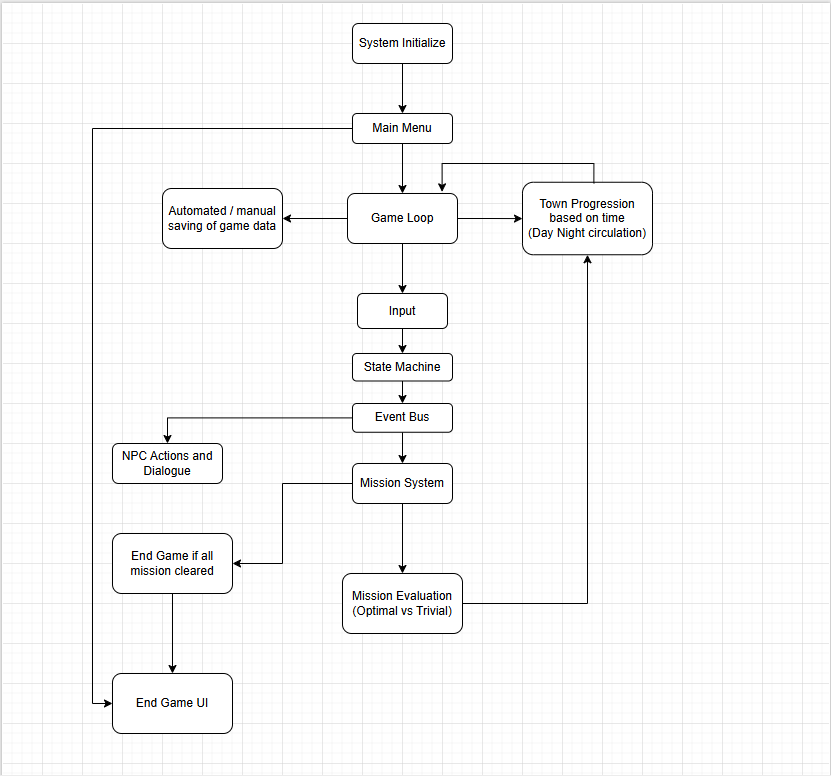 System Initialize
Main Menu
Automated / manual
saving of game data
Game Loop
Town Progression
based on time
(Day Night circulation)
Input
State Machine
Event Bus
NPC Actions and
Dialogue
Mission System
End Game if all
mission cleared
Mission Evaluation
(Optimal vs Trivial)
End Game UI